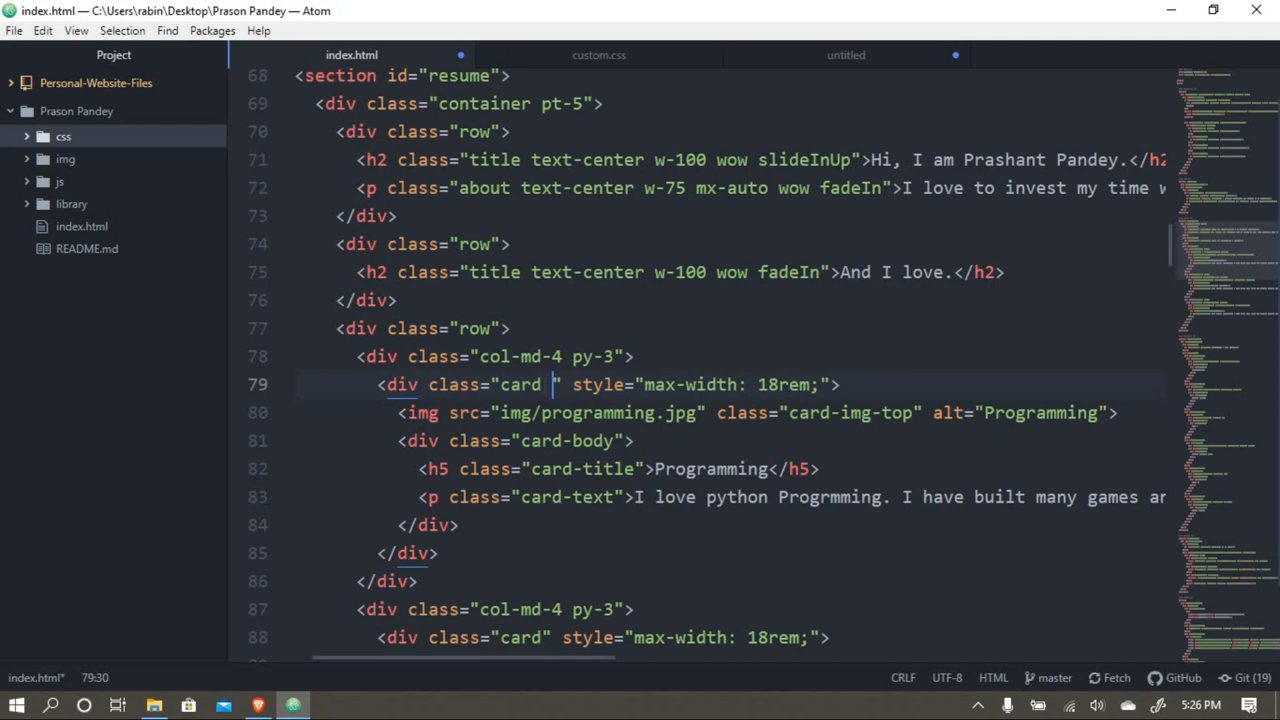 index.html — C:\Users\rabin\Desktop\Prason Pandey — Atom
File Edit View Selection Find Packages Help
Project
index.html
custom.css
untitled
Personal-Website-Files
Prason Pandey
css
img
js
library
index.html
README.md
68 <section id="resume">
69 <div class="container pt-5">
70 <div class="row">
71 <h2 class="title text-center w-100 wow slideInUp">Hi, I am Prashant Pandey.</h2
72 <p class="about text-center w-75 mx-auto wow fadeIn">I love to invest my time w
73 </div>
74 <div class="row">
75 <h2 class="title text-center w-100 wow fadeIn">And I love.</h2>
76 </div>
77 <div class="row">
78 <div class="col-md-4 py-3">
79 <div class="card " style="max-width: 18rem;">
80 <img src="img/programming.jpg" class="card-img-top" alt="Programming">
81 <div class="card-body">
82 <h5 class="card-title">Programming</h5>
83 <p class="card-text">I love python Progrmming. I have built many games an
84 </div>
85 </div>
86 </div>
87 <div class="col-md-4 py-3">
88 <div class="card" style="max-width: 18rem;">
index.html* 79:30 CRLF UTF-8 HTML master Fetch GitHub Git (19)
5:26 PM